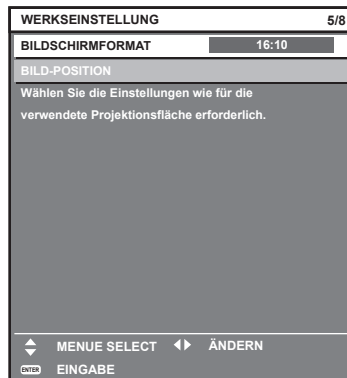 WERKSEINSTELLUNG 5/8
BILDSCHIRMFORMAT 16:10
BILD-POSITION
Wählen Sie die Einstellungen wie für die
verwendete Projektionsfläche erforderlich.
MENUE SELECT ÄNDERN
ENTER EINGABE